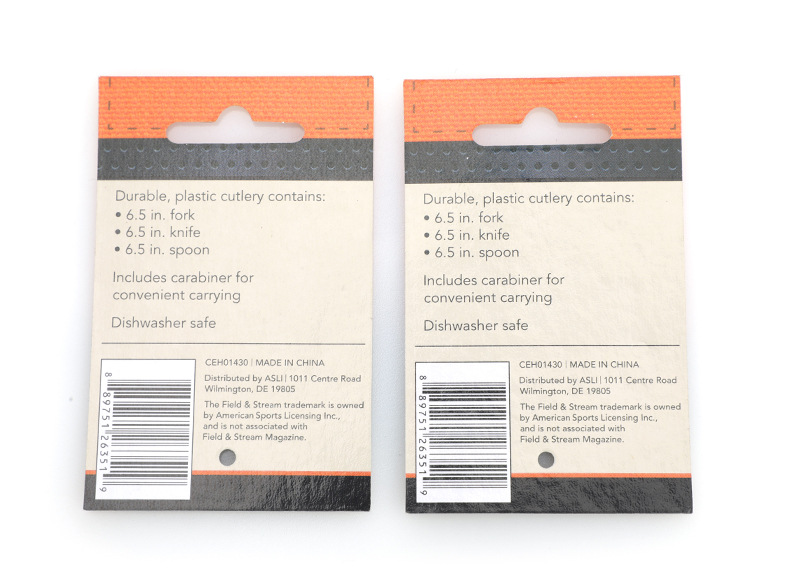 Durable, plastic cutlery contains:
• 6.5 in. fork
• 6.5 in. knife
• 6.5 in. spoon
Includes carabiner for
convenient carrying
Dishwasher safe
CEH01430 | MADE IN CHINA
Distributed by ASLI | 1011 Centre Road
Wilmington, DE 19805
The Field & Stream trademark is owned
by American Sports Licensing Inc.,
and is not associated with
Field & Stream Magazine.
8 89751 26351 9
Durable, plastic cutlery contains:
• 6.5 in. fork
• 6.5 in. knife
• 6.5 in. spoon
Includes carabiner for
convenient carrying
Dishwasher safe
CEH01430 | MADE IN CHINA
Distributed by ASLI | 1011 Centre Road
Wilmington, DE 19805
The Field & Stream trademark is owned
by American Sports Licensing Inc.,
and is not associated with
Field & Stream Magazine.
8 89751 26351 9